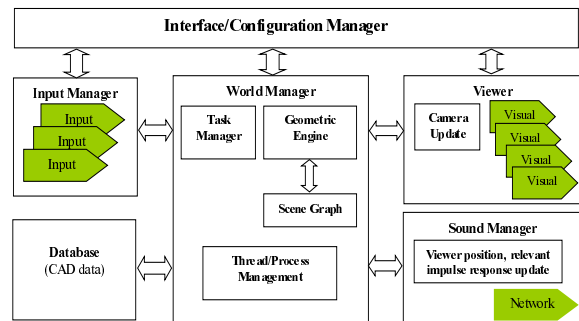 Interface/Configuration Manager
Input Manager
Input
Input
Input
World Manager
Task
Manager
Geometric
Engine
Scene Graph
Thread/Process
Management
Viewer
Camera
Update
Visual
Visual
Visual
Visual
Database
(CAD data)
Sound Manager
Viewer position, relevant
impulse response update
Network